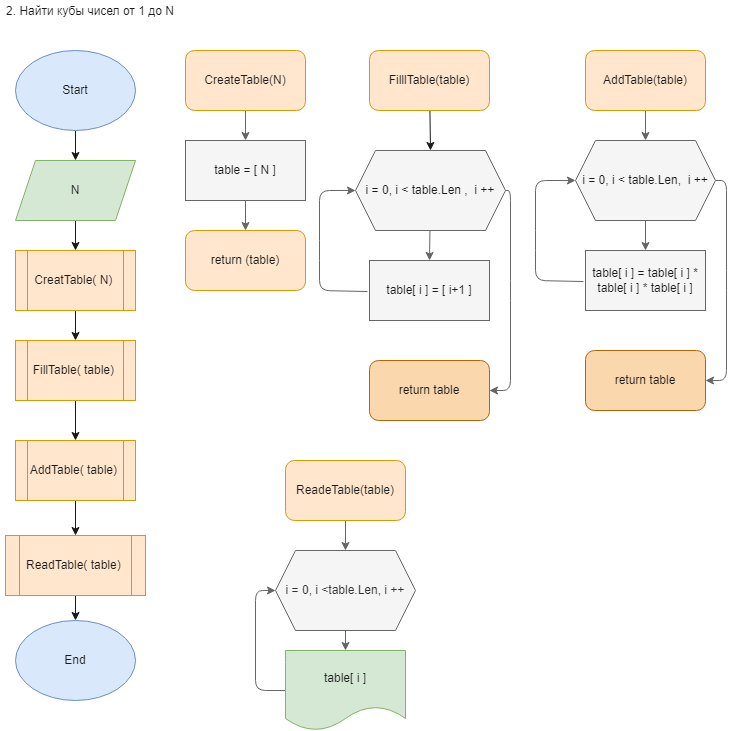 2. Найти кубы чисел от 1 до N
Start
N
CreatTable( N)
FillTable( table)
AddTable( table)
ReadTable( table)
End
CreateTable(N)
table = [ N ]
return (table)
FilllTable(table)
i = 0, i < table.Len , i ++
table[ i ] = [ i+1 ]
return table
AddTable(table)
i = 0, i < table.Len, i ++
table[ i ] = table[ i ] *
table[ i ] * table[ i ]
return table
ReadeTable(table)
i = 0, i <table.Len, i ++
table[ i ]